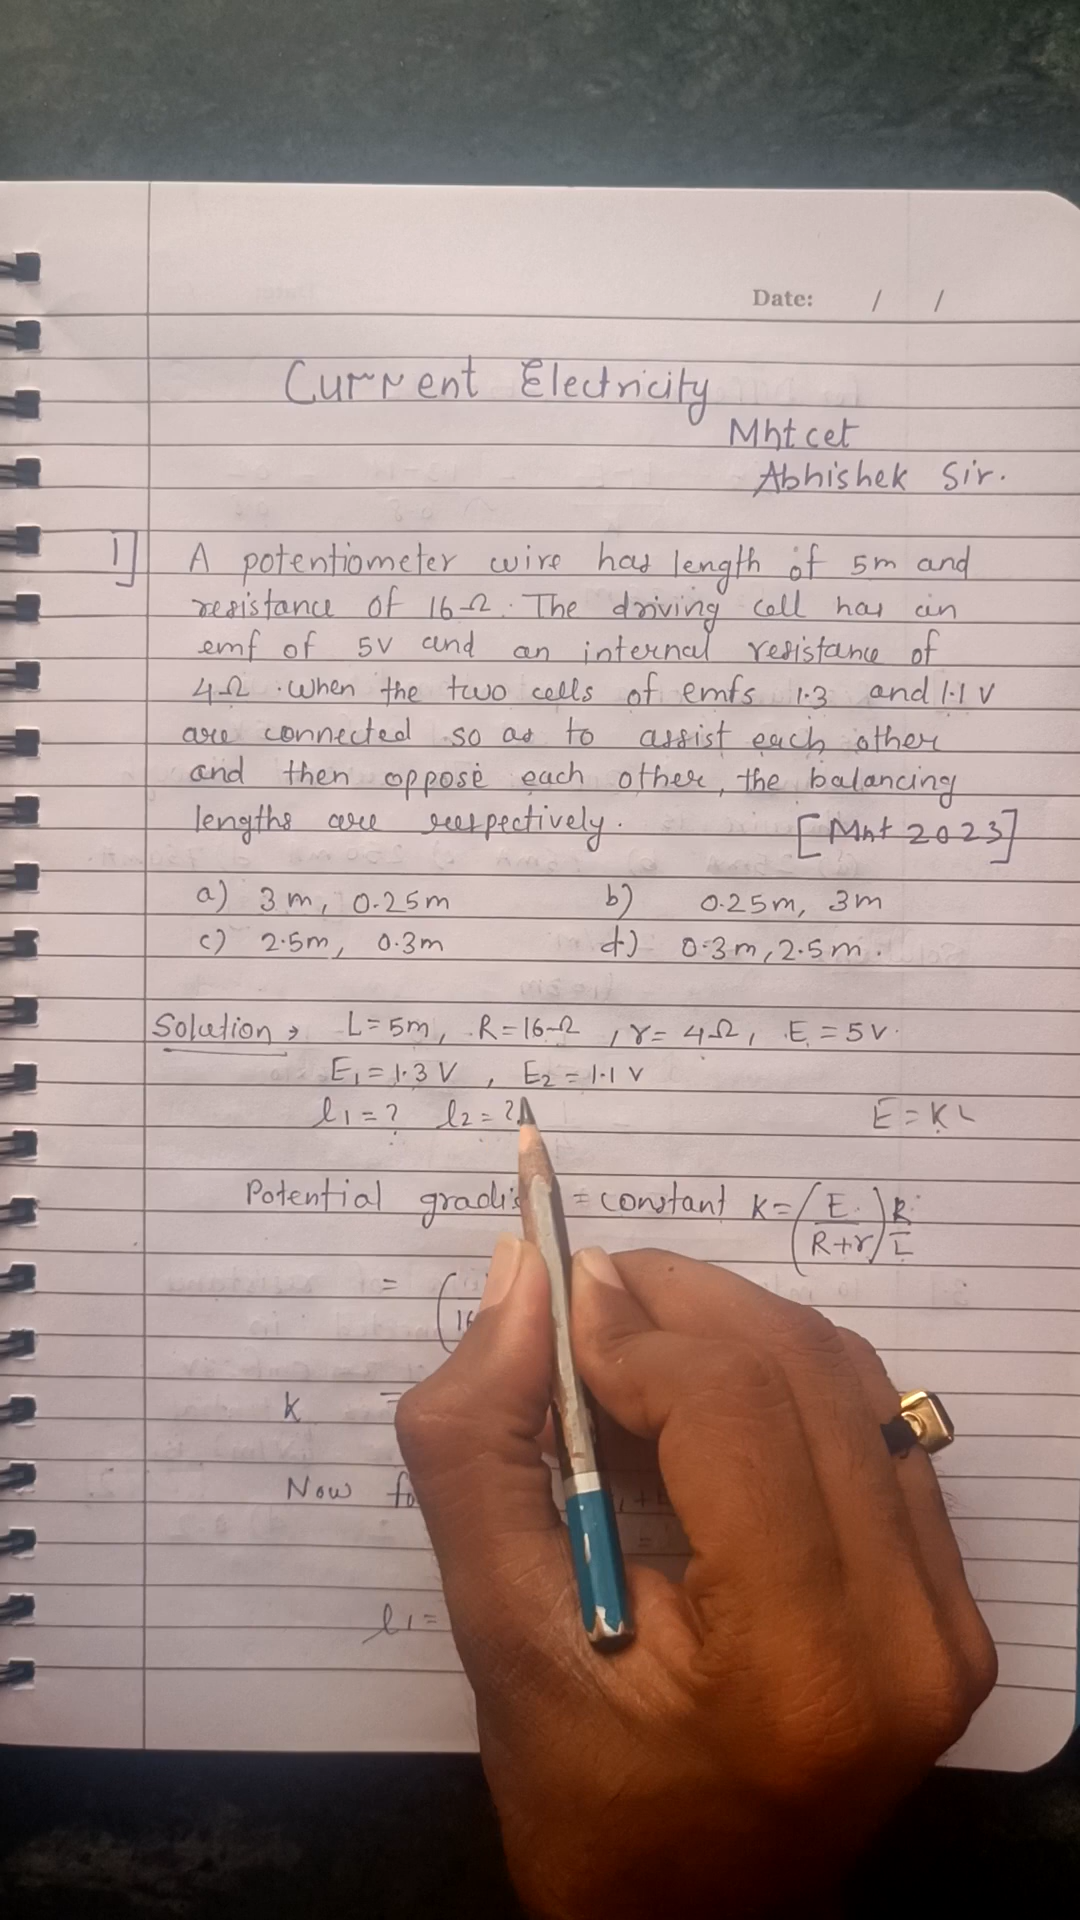 Date: / /
Current Electricity
Mht cet
Abhishek Sir.
1] A potentiometer wire has length of 5m and
resistance of 16Ω. The driving cell has an
emf of 5V and an internal resistance of
4Ω. When the two cells of emfs 1.3 and 1.1 V
are connected so as to assist each other
and then oppose each other, the balancing
lengths are respectively. [Mht 2023]
a) 3m, 0.25m b) 0.25m, 3m
c) 2.5m, 0.3m d) 0.3m, 2.5m.
Solution → L=5m, R=16Ω, r=4Ω, E=5V.
E₁=1.3V, E₂=1.1V
l₁=? l₂=? E=KL
Potential = constant K=(E/(R+r)) R/L
= (
K =
Now
l₁=